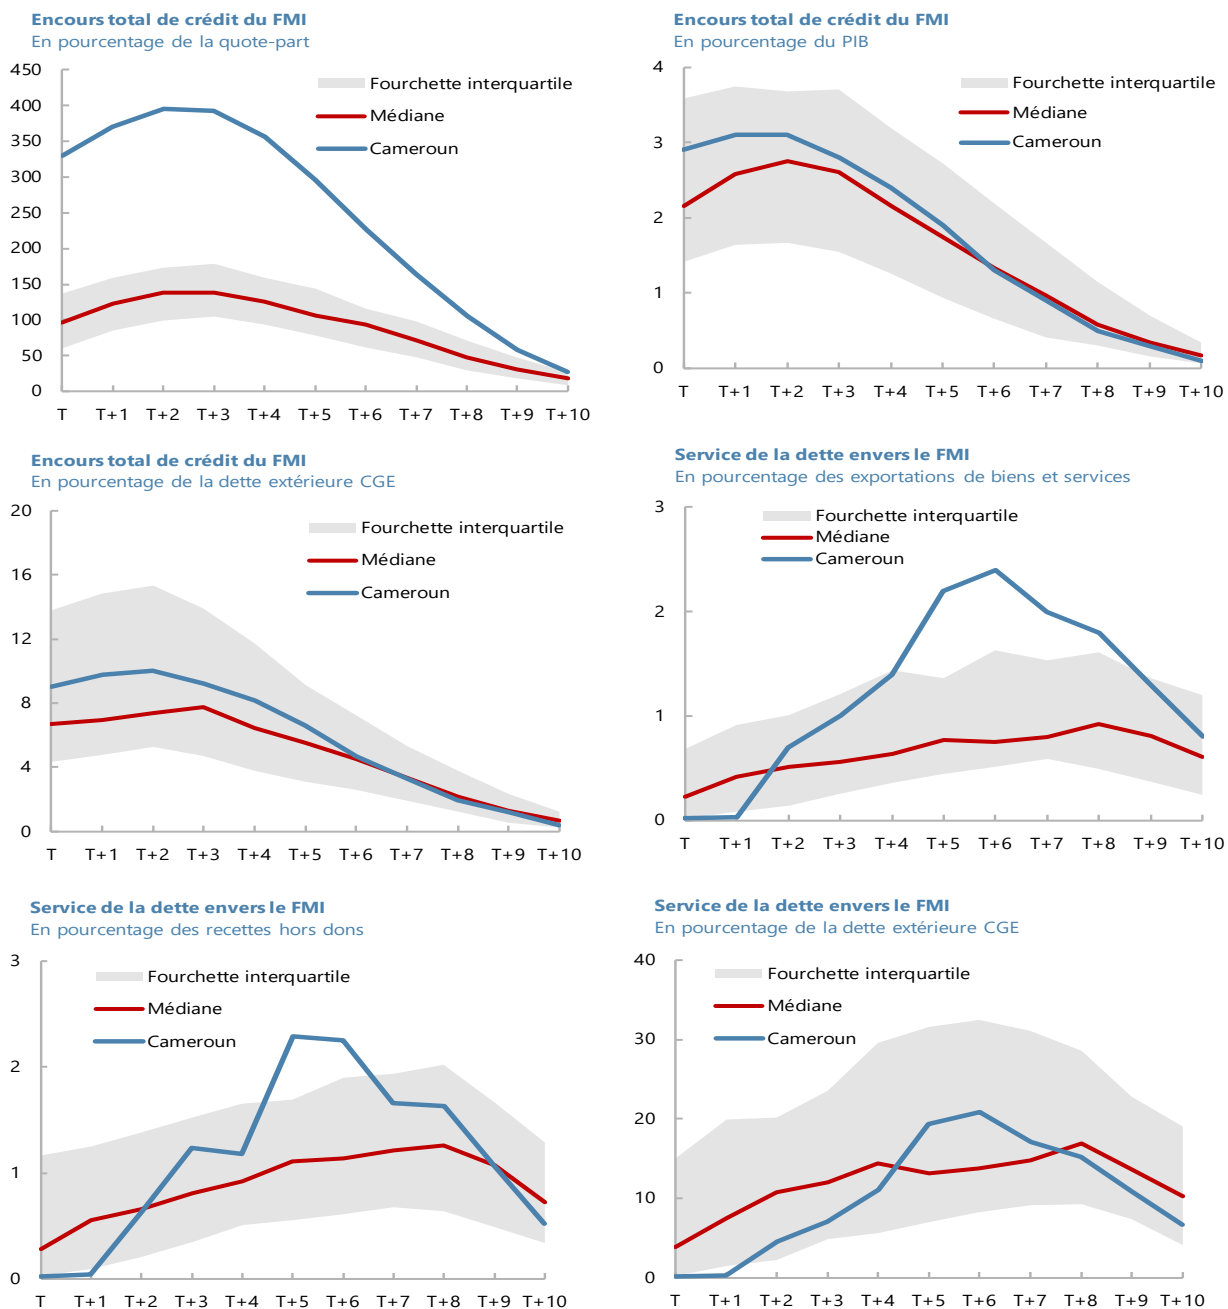 Encours total de crédit du FMI
En pourcentage de la quote-part
450
400
350
300
250
200
150
100
50
0
Fourchette interquartile
Médiane
Cameroun
T T+1 T+2 T+3 T+4 T+5 T+6 T+7 T+8 T+9 T+10
Encours total de crédit du FMI
En pourcentage du PIB
4
3
2
1
0
Fourchette interquartile
Médiane
Cameroun
T T+1 T+2 T+3 T+4 T+5 T+6 T+7 T+8 T+9 T+10
Encours total de crédit du FMI
En pourcentage de la dette extérieure CGE
20
16
12
8
4
0
Fourchette interquartile
Médiane
Cameroun
T T+1 T+2 T+3 T+4 T+5 T+6 T+7 T+8 T+9 T+10
Service de la dette envers le FMI
En pourcentage des exportations de biens et services
3
2
1
0
Fourchette interquartile
Médiane
Cameroun
T T+1 T+2 T+3 T+4 T+5 T+6 T+7 T+8 T+9 T+10
Service de la dette envers le FMI
En pourcentage des recettes hors dons
3
2
1
0
Fourchette interquartile
Médiane
Cameroun
T T+1 T+2 T+3 T+4 T+5 T+6 T+7 T+8 T+9 T+10
Service de la dette envers le FMI
En pourcentage de la dette extérieure CGE
40
30
20
10
0
Fourchette interquartile
Médiane
Cameroun
T T+1 T+2 T+3 T+4 T+5 T+6 T+7 T+8 T+9 T+10